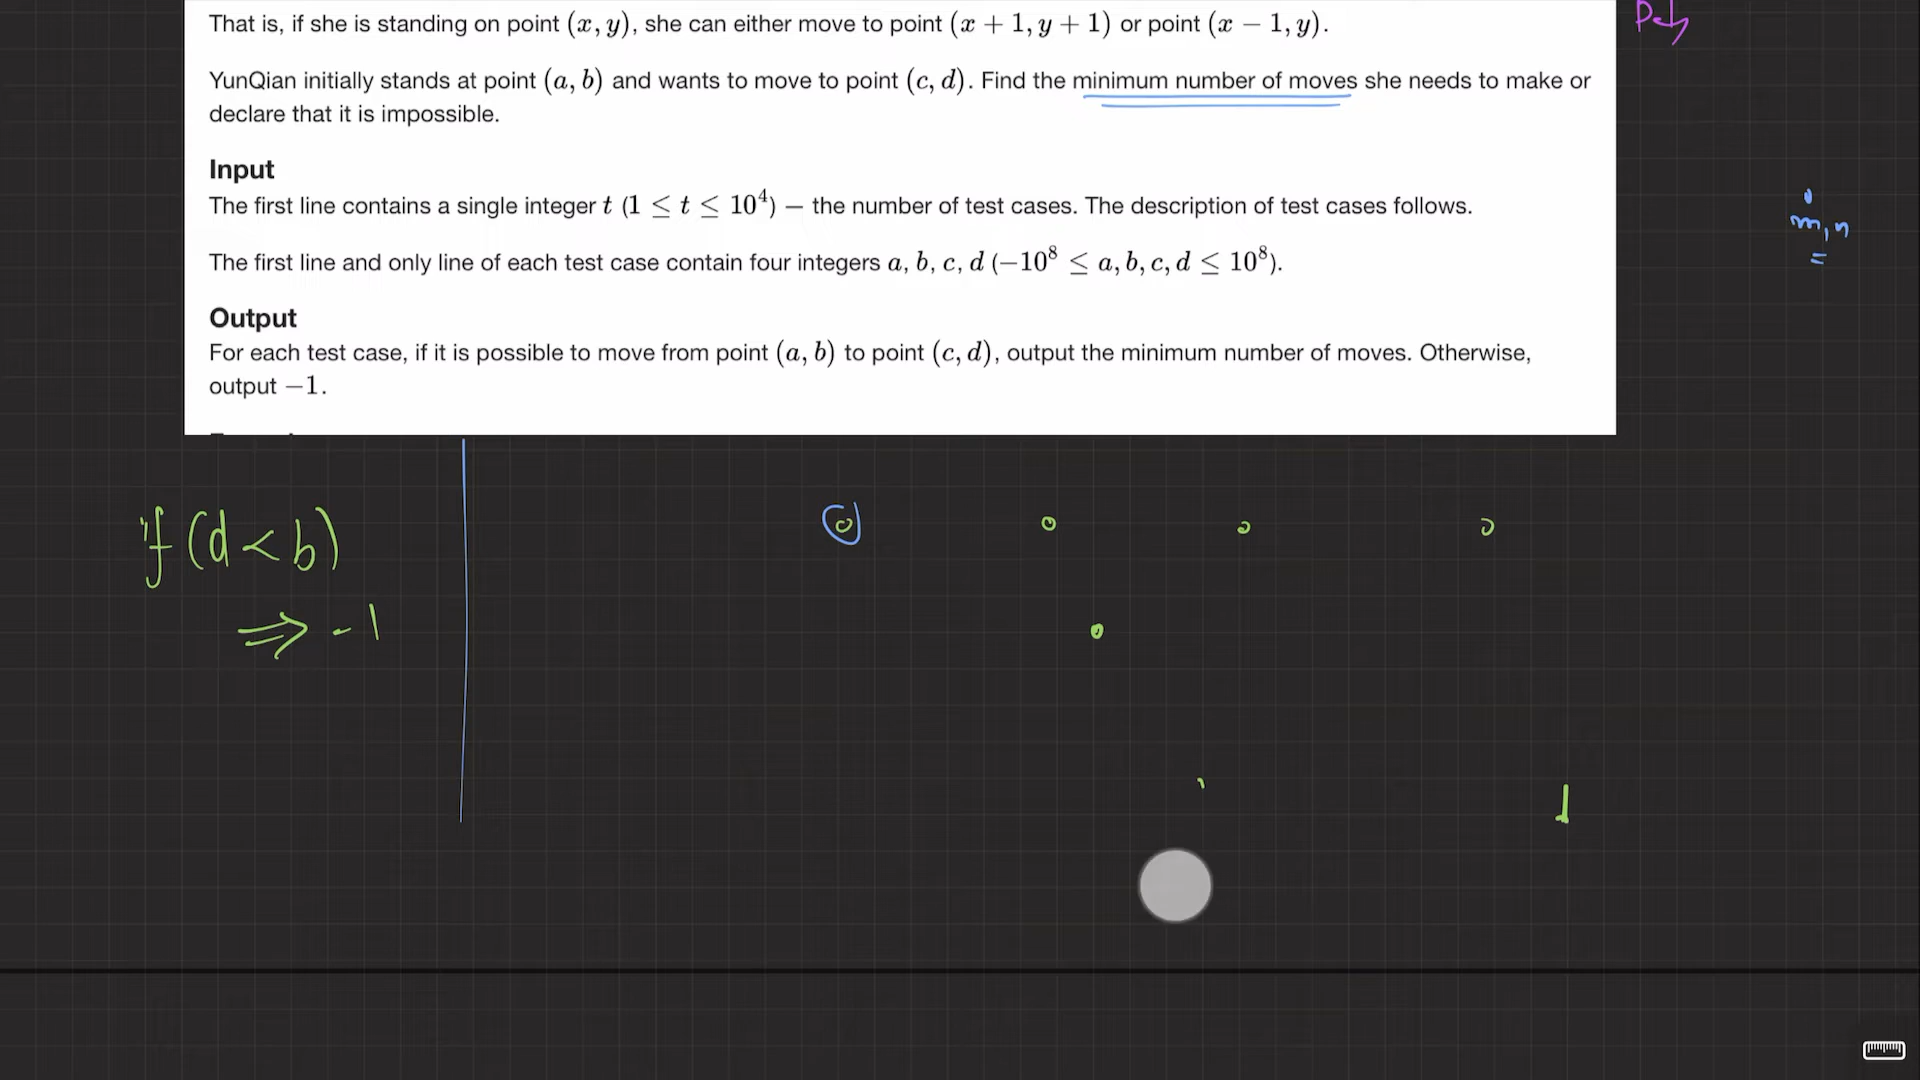 That is, if she is standing on point (x, y), she can either move to point (x + 1, y + 1) or point (x − 1, y).
YunQian initially stands at point (a, b) and wants to move to point (c, d). Find the minimum number of moves she needs to make or
declare that it is impossible.
Input
The first line contains a single integer t (1 ≤ t ≤ 10⁴) — the number of test cases. The description of test cases follows.
The first line and only line of each test case contain four integers a, b, c, d (−10⁸ ≤ a, b, c, d ≤ 10⁸).
Output
For each test case, if it is possible to move from point (a, b) to point (c, d), output the minimum number of moves. Otherwise,
output −1.
if (d < b)
⇒ -1